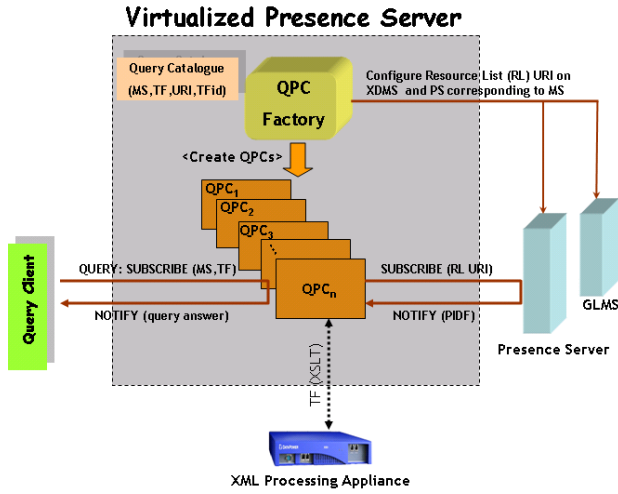 Virtualized Presence Server
Query Catalogue
(MS,TF,URI,TFid)
QPC
Factory
Configure Resource List (RL) URI on
XDMS and PS corresponding to MS
<Create QPCs>
QPC1
QPC2
QPC3
...
QPCn
Query Client
QUERY: SUBSCRIBE (MS,TF)
NOTIFY (query answer)
SUBSCRIBE (RL URI)
NOTIFY (PIDF)
GLMS
Presence Server
TF (XSLT)
XML Processing Appliance